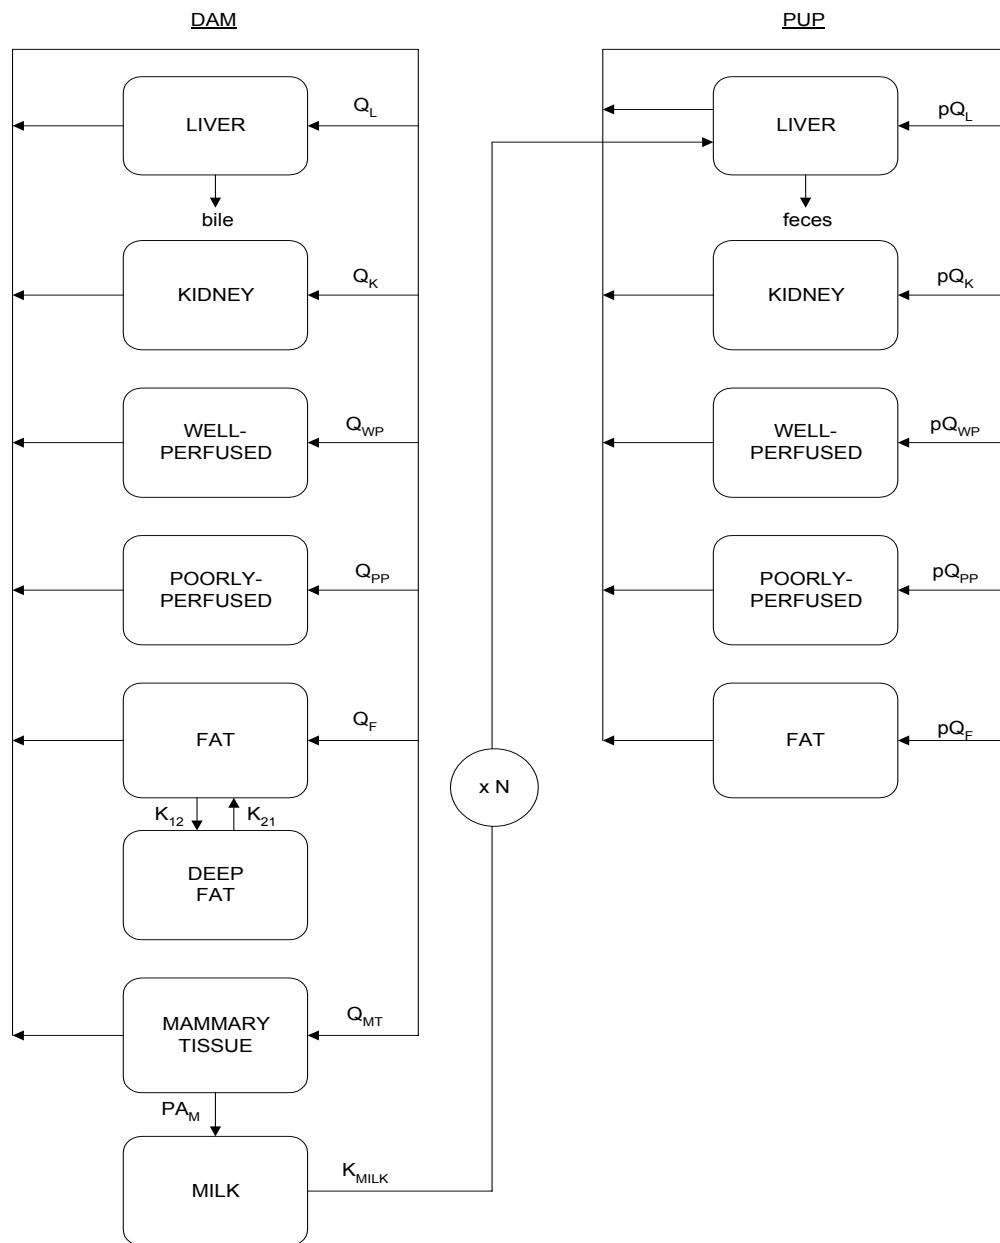 DAM
PUP
LIVER
Q_L
LIVER
pQ_L
bile
feces
KIDNEY
Q_K
KIDNEY
pQ_K
WELL-
PERFUSED
Q_WP
WELL-
PERFUSED
pQ_WP
POORLY-
PERFUSED
Q_PP
POORLY-
PERFUSED
pQ_PP
FAT
Q_F
FAT
pQ_F
x N
K_12
K_21
DEEP
FAT
MAMMARY
TISSUE
Q_MT
PA_M
MILK
K_MILK